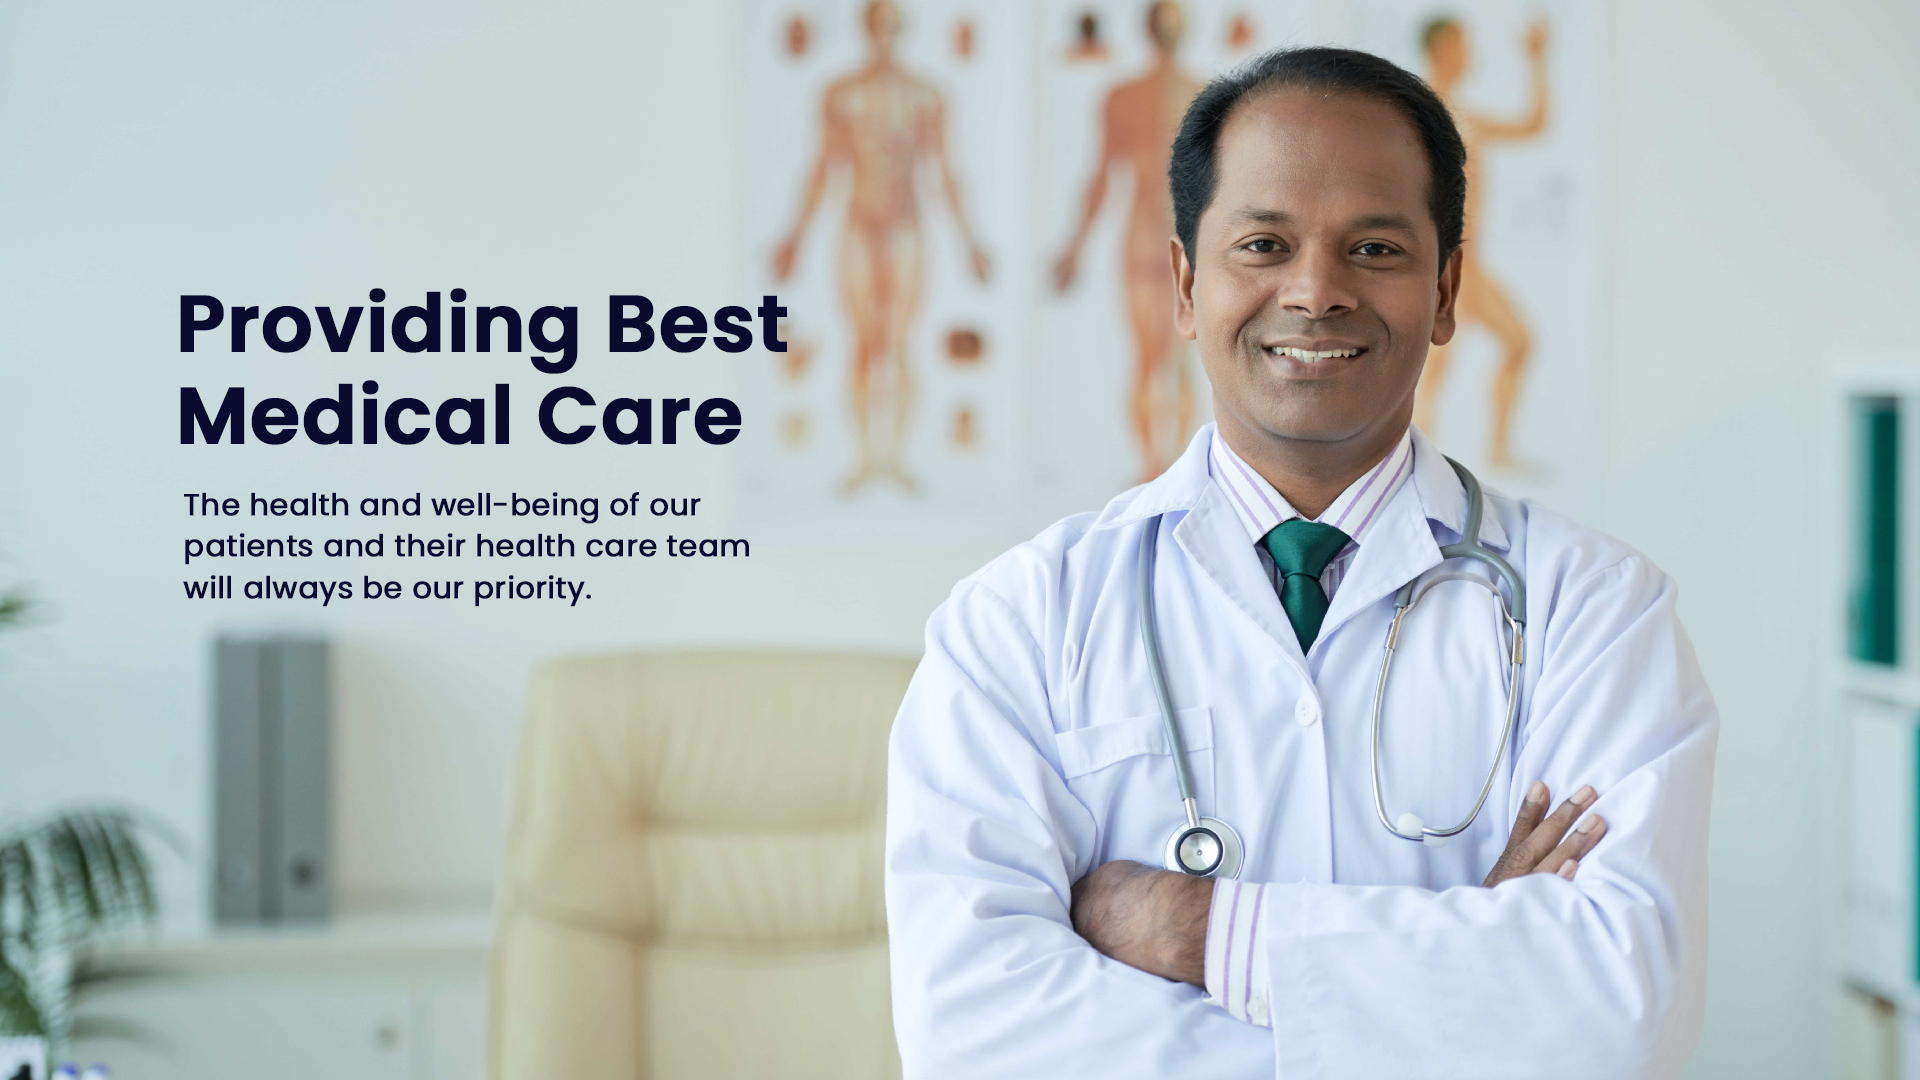 Providing Best
Medical Care
The health and well-being of our
patients and their health care team
will always be our priority.